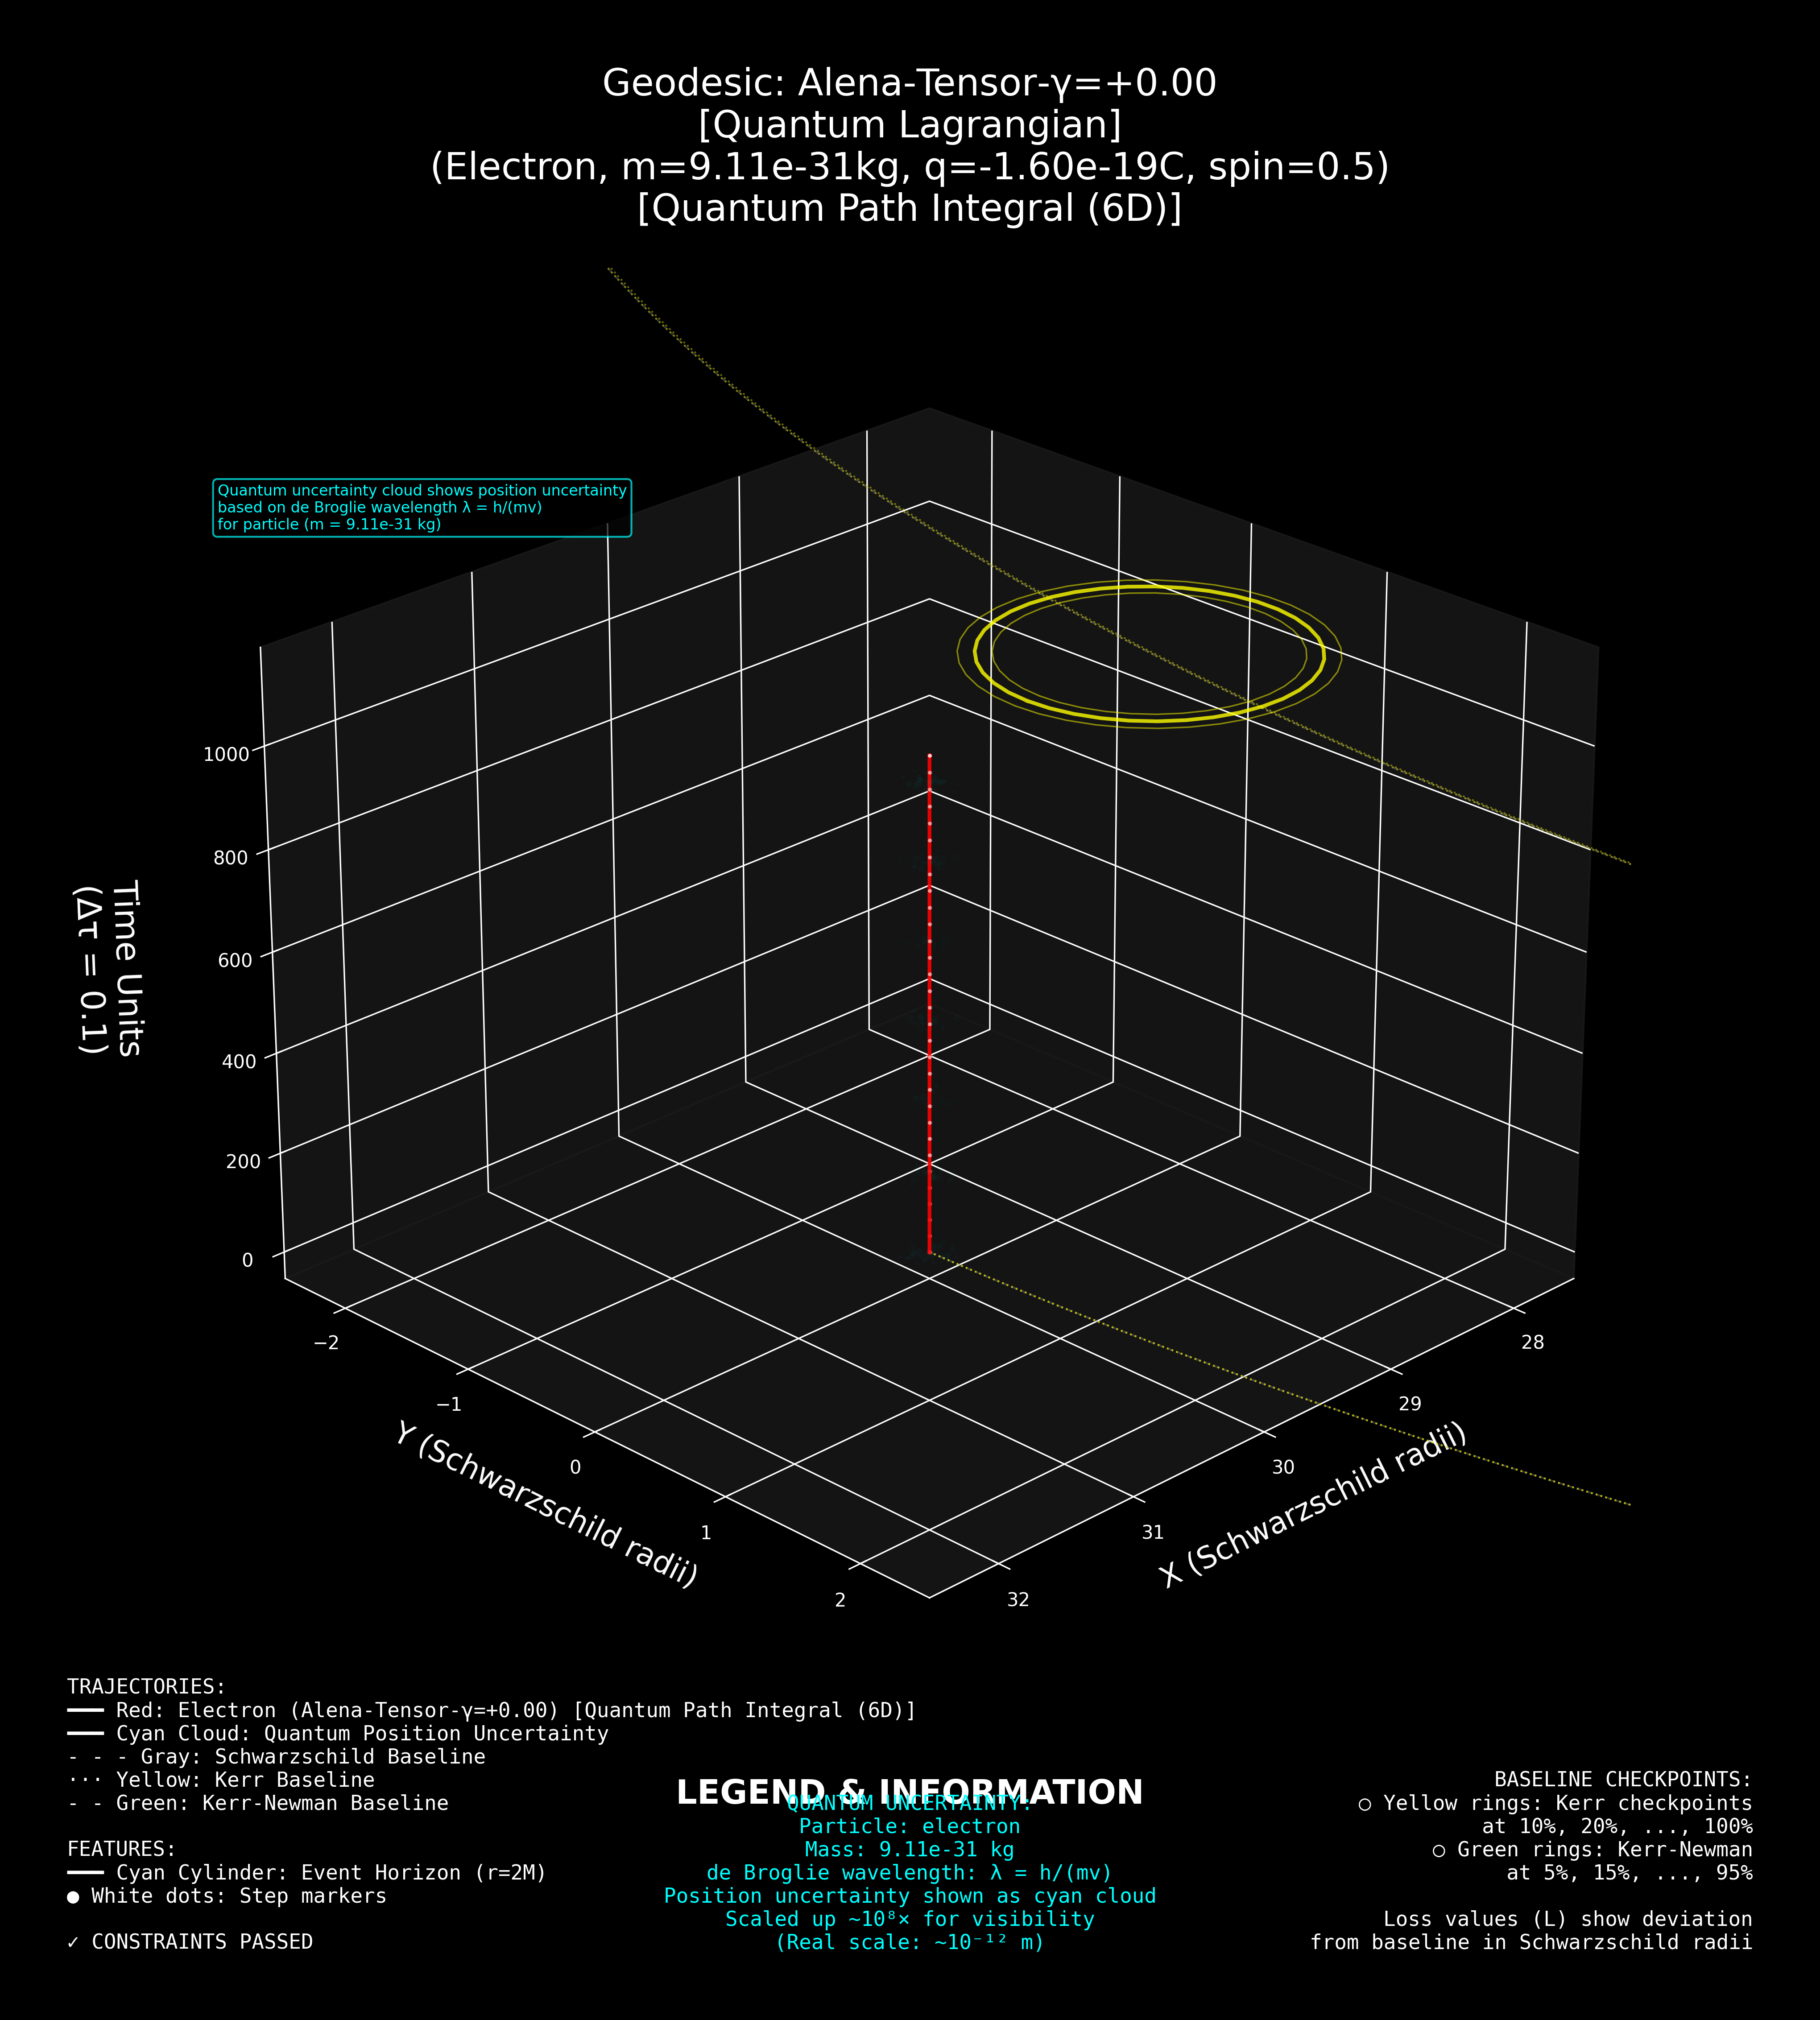 Geodesic: Alena-Tensor-γ=+0.00
[Quantum Lagrangian]
(Electron, m=9.11e-31kg, q=-1.60e-19C, spin=0.5)
[Quantum Path Integral (6D)]
Quantum uncertainty cloud shows position uncertainty
based on de Broglie wavelength λ = h/(mv)
for particle (m = 9.11e-31 kg)
1000
800
600
400
200
0
Time Units
(Δτ = 0.1)
−2
−1
0
1
2
Y (Schwarzschild radii)
28
29
30
31
32
X (Schwarzschild radii)
TRAJECTORIES:
━━━ Red: Electron (Alena-Tensor-γ=+0.00) [Quantum Path Integral (6D)]
━━━ Cyan Cloud: Quantum Position Uncertainty
- - - Gray: Schwarzschild Baseline
··· Yellow: Kerr Baseline
- - Green: Kerr-Newman Baseline
FEATURES:
━━━ Cyan Cylinder: Event Horizon (r=2M)
● White dots: Step markers
✓ CONSTRAINTS PASSED
LEGEND & INFORMATION
QUANTUM UNCERTAINTY:
Particle: electron
Mass: 9.11e-31 kg
de Broglie wavelength: λ = h/(mv)
Position uncertainty shown as cyan cloud
Scaled up ~10⁸× for visibility
(Real scale: ~10⁻¹² m)
BASELINE CHECKPOINTS:
○ Yellow rings: Kerr checkpoints
at 10%, 20%, ..., 100%
○ Green rings: Kerr-Newman
at 5%, 15%, ..., 95%
Loss values (L) show deviation
from baseline in Schwarzschild radii